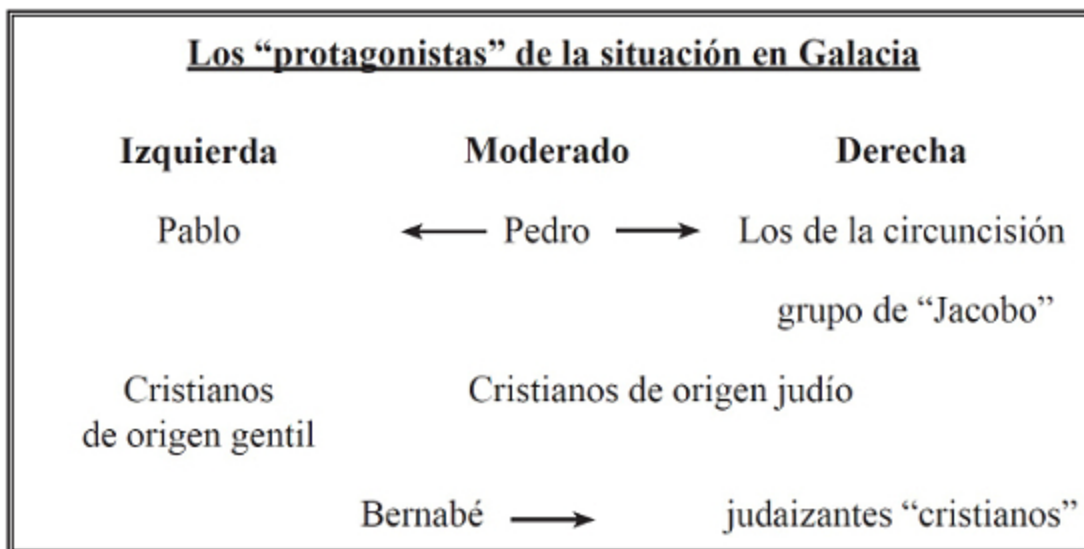 Los “protagonistas” de la situación en Galacia
Izquierda Moderado Derecha
Pablo ← Pedro → Los de la circuncisión
grupo de “Jacobo”
Cristianos Cristianos de origen judío
de origen gentil
Bernabé → judaizantes “cristianos”